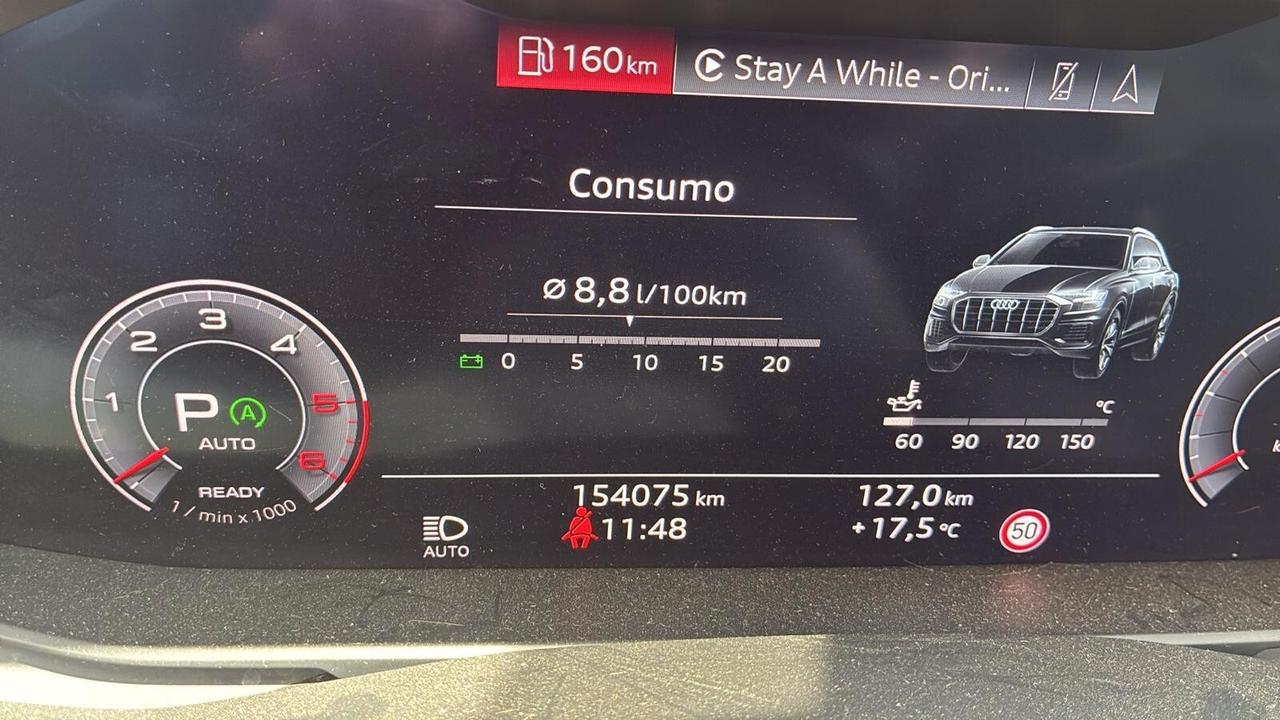 160 km
Stay A While - Ori...
Consumo
ø 8,8 l/100km
0 5 10 15 20
1 2 3 4 5 6
P A
AUTO
READY
1 / min x 1000
°C
60 90 120 150
AUTO
154075 km
11:48
127,0 km
+17,5 °C
50